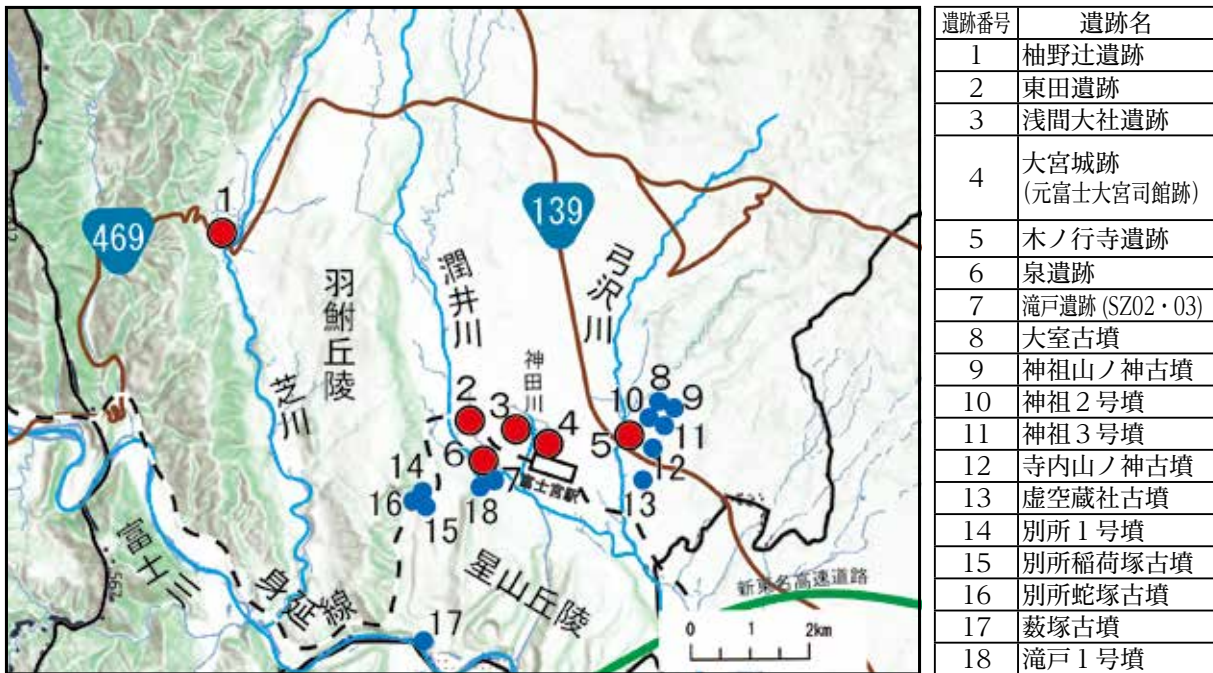 469
139
1
2
3
4
5
6
7
8
9
10
11
12
13
14
15
16
17
18
羽鮒丘陵
潤井川
弓沢川
神田川
芝川
富士宮駅
富士川
身延線
星山丘陵
新東名高速道路
0 1 2km
遺跡番号 遺跡名
1 柚野辻遺跡
2 東田遺跡
3 浅間大社遺跡
4 大宮城跡
(元富士大宮司館跡)
5 木ノ行寺遺跡
6 泉遺跡
7 滝戸遺跡 (SZ02・03)
8 大室古墳
9 神祖山ノ神古墳
10 神祖２号墳
11 神祖３号墳
12 寺内山ノ神古墳
13 虚空蔵社古墳
14 別所１号墳
15 別所稲荷塚古墳
16 別所蛇塚古墳
17 薮塚古墳
18 滝戸１号墳